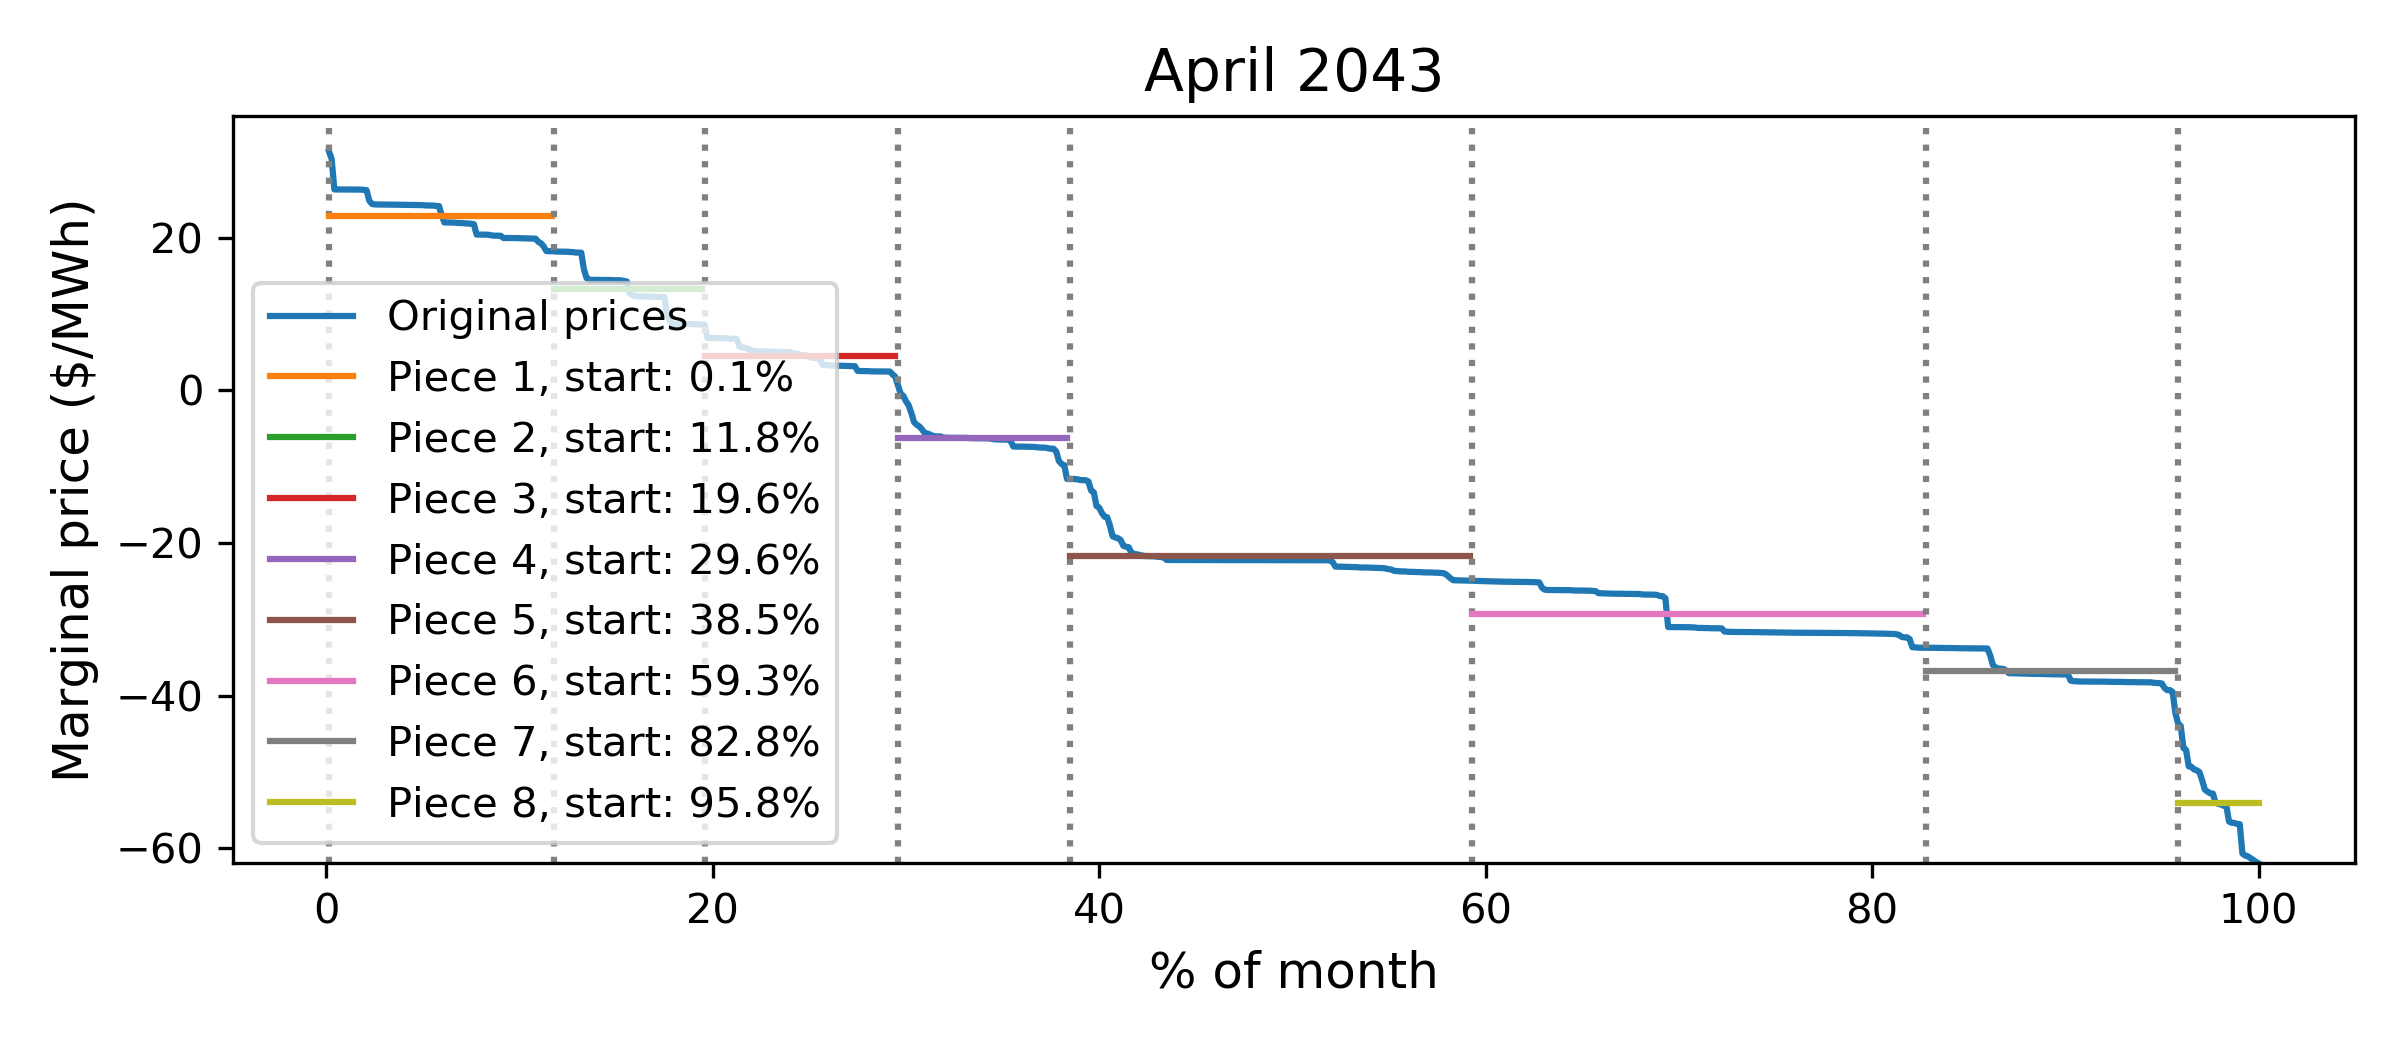 April 2043
Marginal price ($/MWh)
20
0
−20
−40
−60
Original prices
Piece 1, start: 0.1%
Piece 2, start: 11.8%
Piece 3, start: 19.6%
Piece 4, start: 29.6%
Piece 5, start: 38.5%
Piece 6, start: 59.3%
Piece 7, start: 82.8%
Piece 8, start: 95.8%
0 20 40 60 80 100
% of month